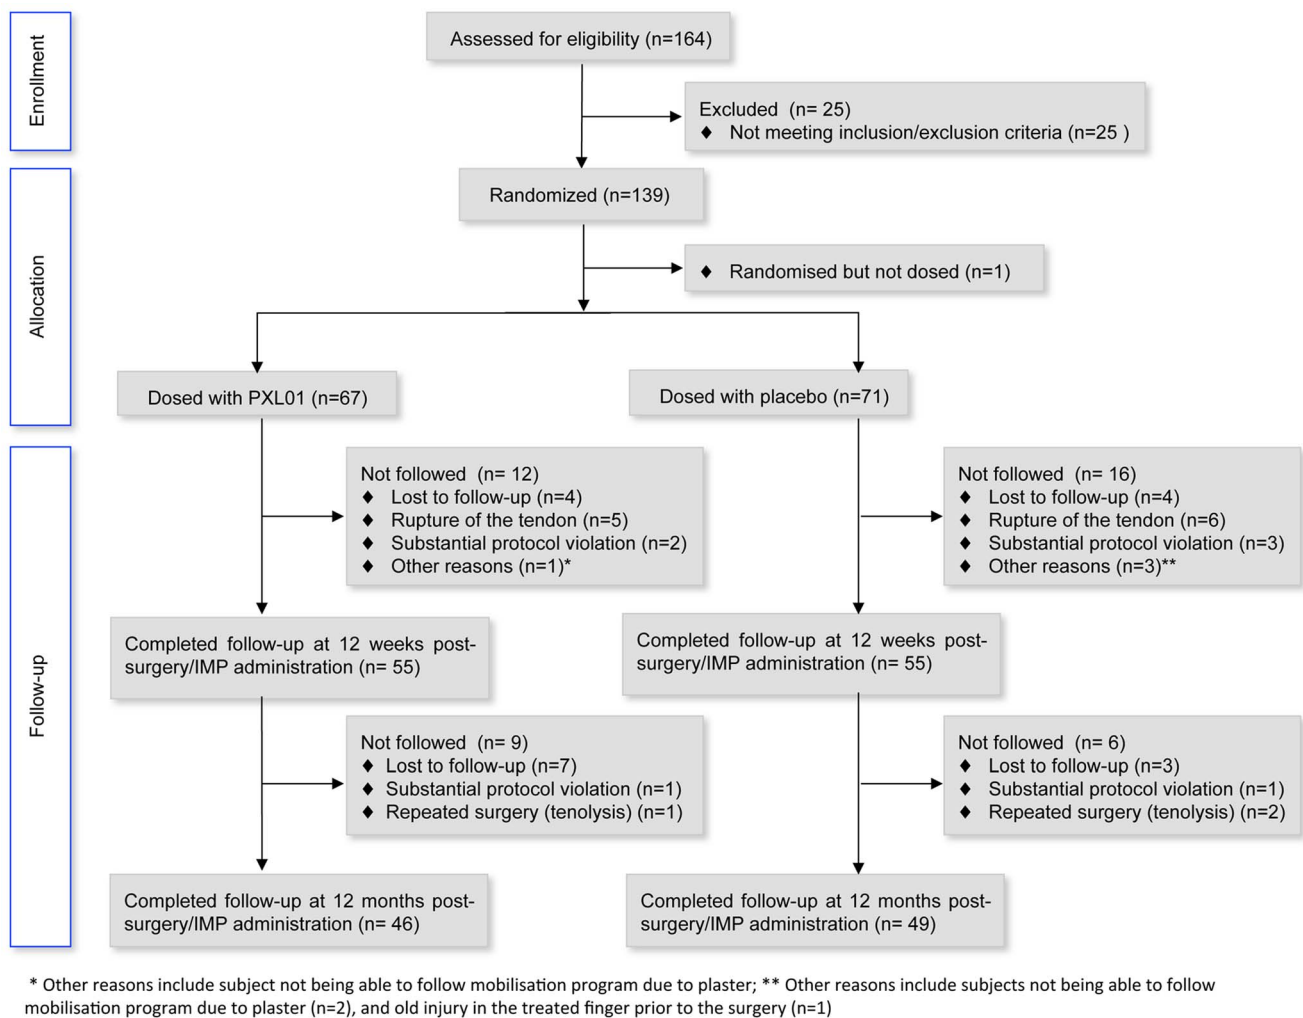 Enrollment
Assessed for eligibility (n=164)
Excluded (n= 25)
♦ Not meeting inclusion/exclusion criteria (n=25 )
Allocation
Randomized (n=139)
♦ Randomised but not dosed (n=1)
Dosed with PXL01 (n=67)
Dosed with placebo (n=71)
Follow-up
Not followed (n= 12)
♦ Lost to follow-up (n=4)
♦ Rupture of the tendon (n=5)
♦ Substantial protocol violation (n=2)
♦ Other reasons (n=1)*
Not followed (n= 16)
♦ Lost to follow-up (n=4)
♦ Rupture of the tendon (n=6)
♦ Substantial protocol violation (n=3)
♦ Other reasons (n=3)**
Completed follow-up at 12 weeks post-
surgery/IMP administration (n= 55)
Completed follow-up at 12 weeks post-
surgery/IMP administration (n= 55)
Not followed (n= 9)
♦ Lost to follow-up (n=7)
♦ Substantial protocol violation (n=1)
♦ Repeated surgery (tenolysis) (n=1)
Not followed (n= 6)
♦ Lost to follow-up (n=3)
♦ Substantial protocol violation (n=1)
♦ Repeated surgery (tenolysis) (n=2)
Completed follow-up at 12 months post-
surgery/IMP administration (n= 46)
Completed follow-up at 12 months post-
surgery/IMP administration (n= 49)
* Other reasons include subject not being able to follow mobilisation program due to plaster; ** Other reasons include subjects not being able to follow
mobilisation program due to plaster (n=2), and old injury in the treated finger prior to the surgery (n=1)